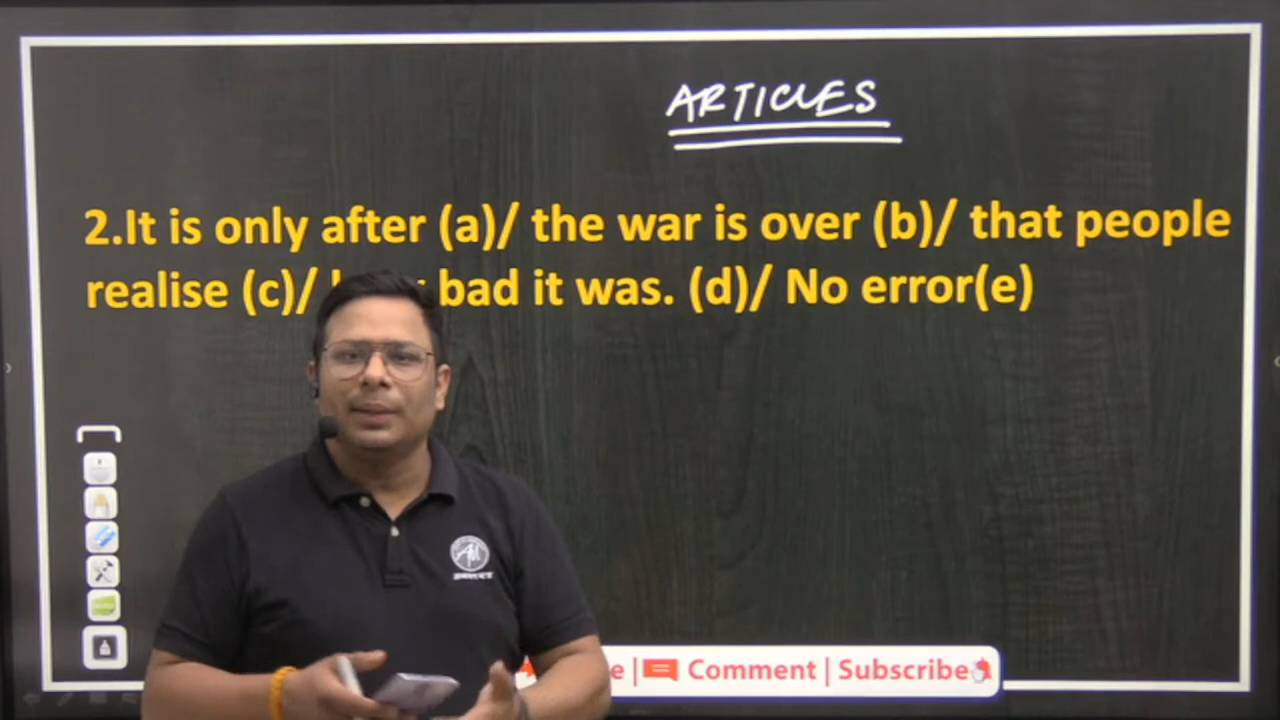 ARTICLES
2.It is only after (a)/ the war is over (b)/ that people
realise (c)/ bad it was. (d)/ No error(e)
| Comment | Subscribe